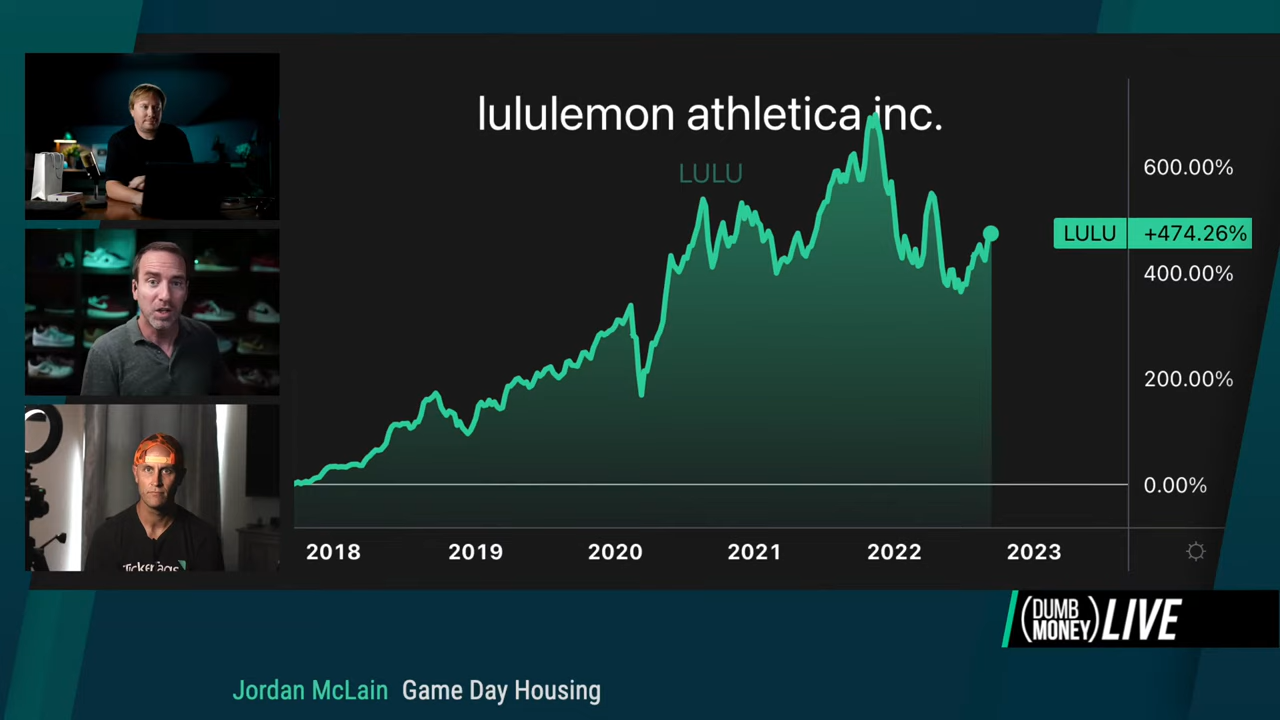 lululemon athletica inc.
LULU
600.00%
LULU +474.26%
400.00%
200.00%
0.00%
2018 2019 2020 2021 2022 2023
(DUMB MONEY) LIVE
Jordan McLain Game Day Housing